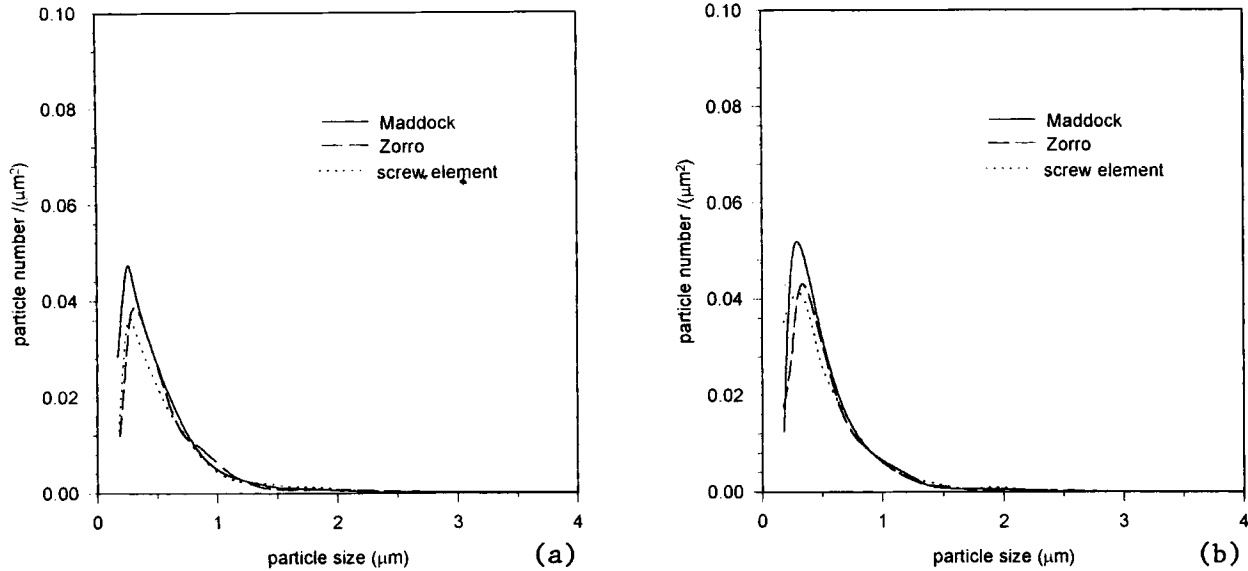 0.10
0.08
0.06
0.04
0.02
0.00
particle number /(μm²)
Maddock
Zorro
screw element
0
1
2
3
4
particle size (μm)
(a)
0.10
0.08
0.06
0.04
0.02
0.00
particle number /(μm²)
Maddock
Zorro
screw element
0
1
2
3
4
particle size (μm)
(b)